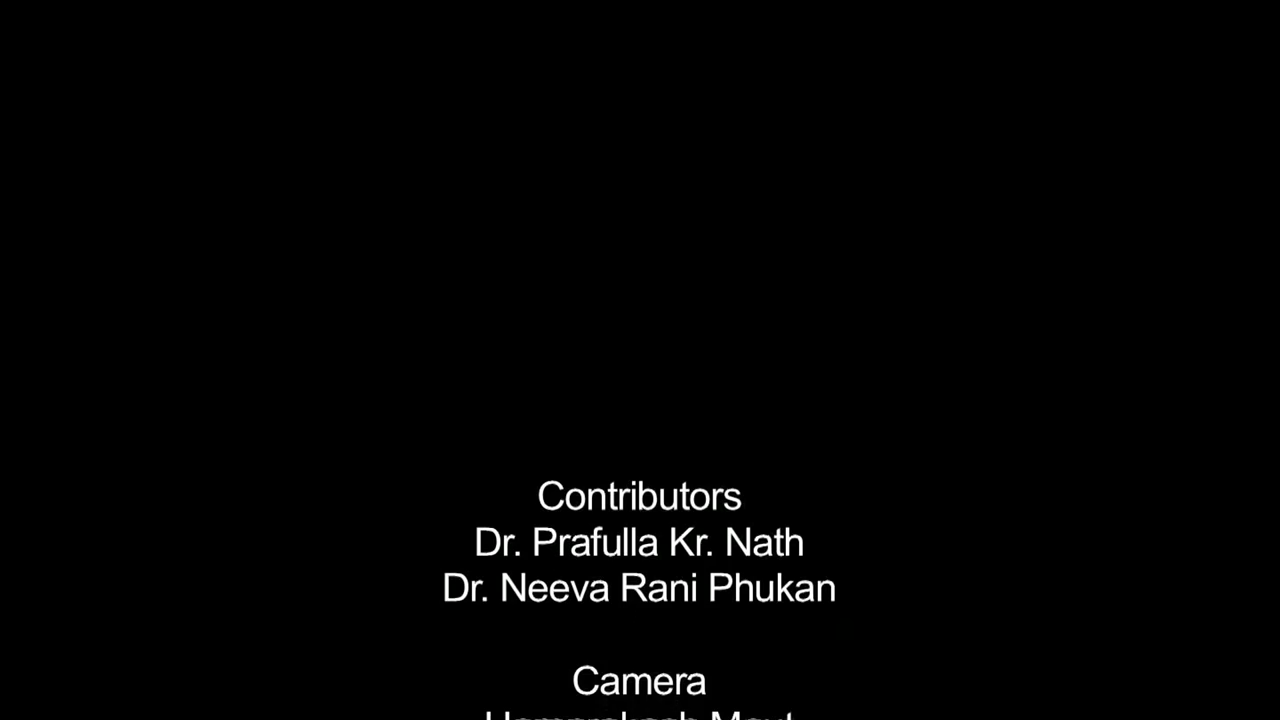 Contributors
Dr. Prafulla Kr. Nath
Dr. Neeva Rani Phukan
Camera